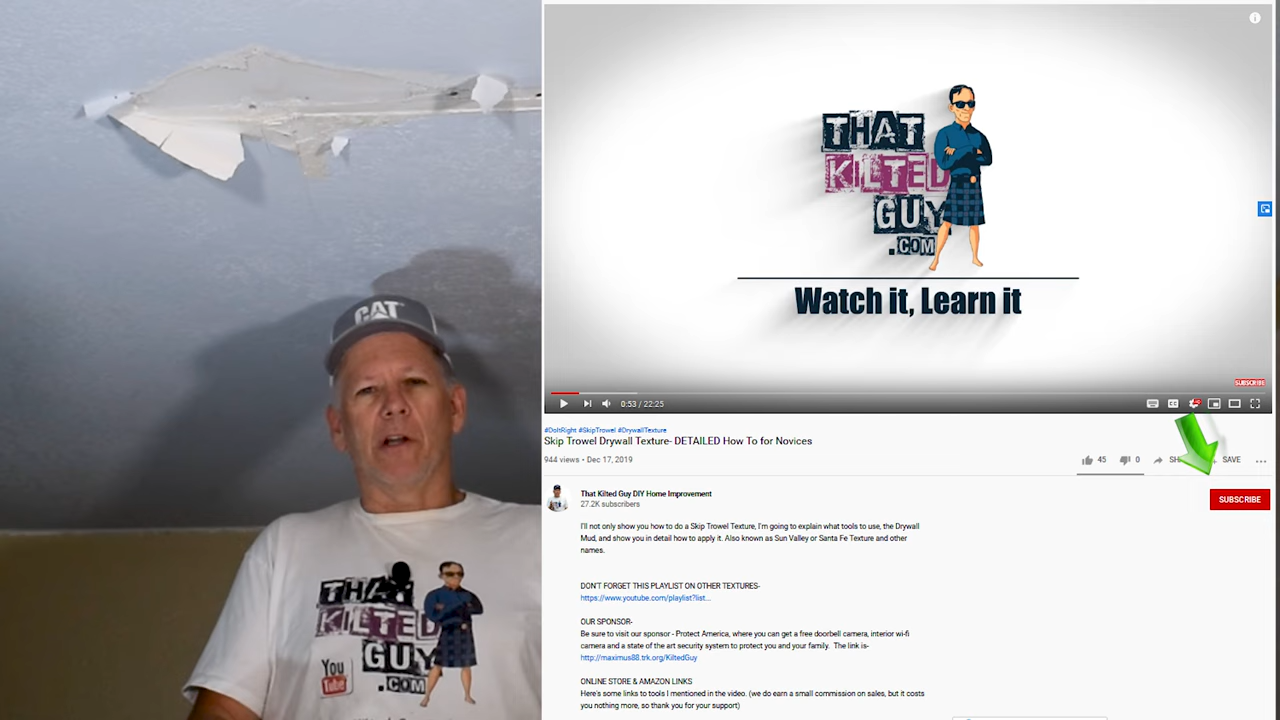 CAT
THAT
KILTED
GUY
.COM
You
Tube
THAT
KILTED
GUY
.COM
Watch it, Learn it
SUBSCRIBE
0:53 / 22:25
CC
#DoItRight #SkipTrowel #DrywallTexture
Skip Trowel Drywall Texture- DETAILED How To for Novices
944 views • Dec 17, 2019
45
0
SAVE
...
That Kilted Guy DIY Home Improvement
27.2K subscribers
SUBSCRIBE
I'll not only show you how to do a Skip Trowel Texture, I'm going to explain what tools to use, the Drywall
Mud, and show you in detail how to apply it. Also known as Sun Valley or Santa Fe Texture and other
names.
DON'T FORGET THIS PLAYLIST ON OTHER TEXTURES-
https://www.youtube.com/playlist?list...
OUR SPONSOR-
Be sure to visit our sponsor - Protect America, where you can get a free doorbell camera, interior wi-fi
camera and a state of the art security system to protect you and your family. The link is-
http://maximus88.trk.org/KiltedGuy
ONLINE STORE & AMAZON LINKS
Here's some links to tools I mentioned in the video. (we do earn a small commission on sales, but it costs
you nothing more, so thank you for your support)